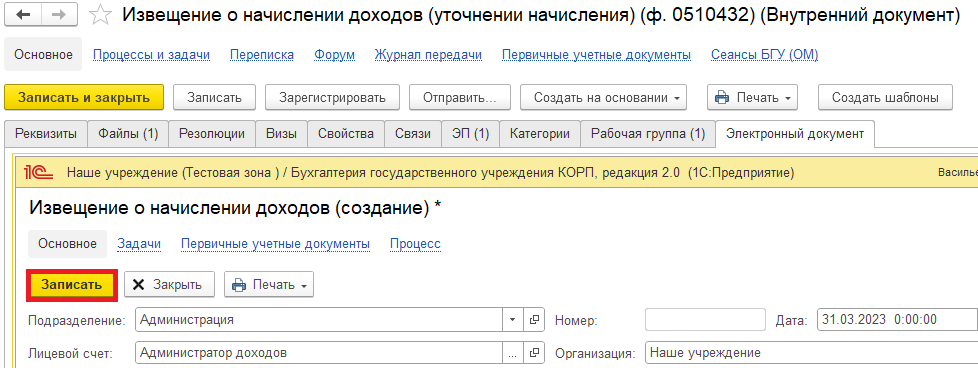 Извещение о начислении доходов (уточнении начисления) (ф. 0510432) (Внутренний документ)
Основное Процессы и задачи Переписка Форум Журнал передачи Первичные учетные документы Сеансы БГУ (ОМ)
Записать и закрыть Записать Зарегистрировать Отправить... Создать на основании Печать Создать шаблоны
Реквизиты Файлы (1) Резолюции Визы Свойства Связи ЭП (1) Категории Рабочая группа (1) Электронный документ
1С Наше учреждение (Тестовая зона ) / Бухгалтерия государственного учреждения КОРП, редакция 2.0 (1С:Предприятие) Василье
Извещение о начислении доходов (создание) *
Основное Задачи Первичные учетные документы Процесс
Записать Закрыть Печать
Подразделение: Администрация Номер: Дата: 31.03.2023 0:00:00
Лицевой счет: Администратор доходов ... Организация: Наше учреждение